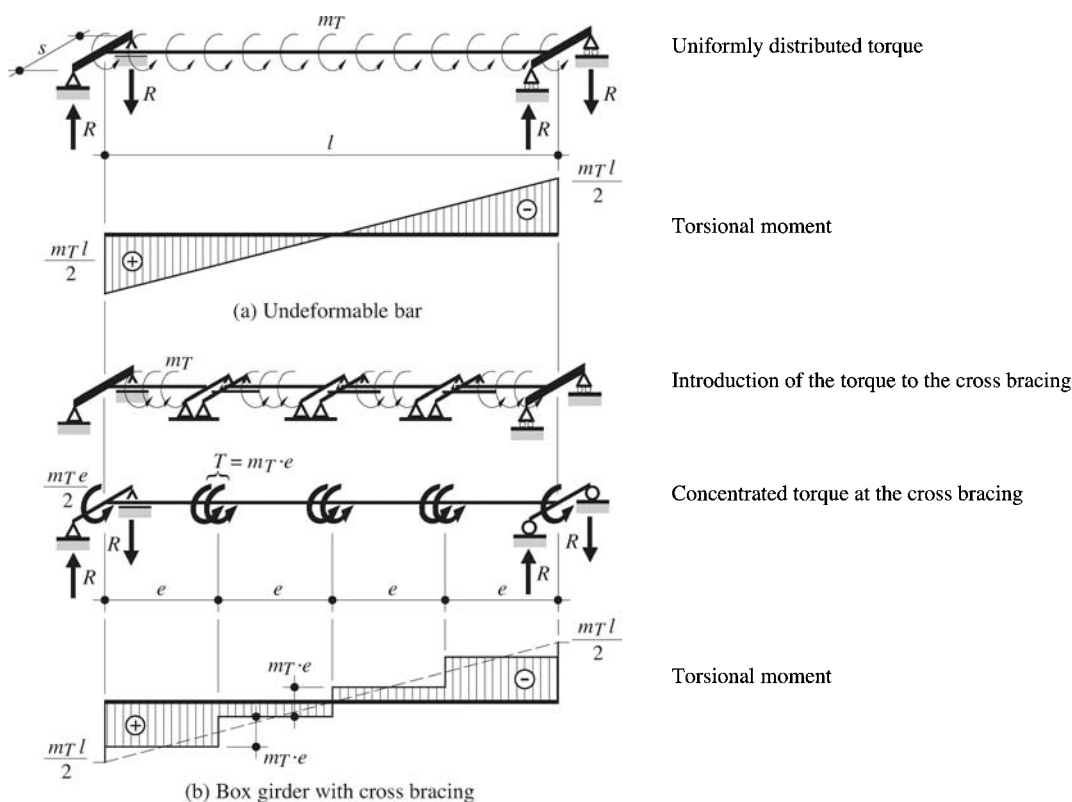 s
m_T
Uniformly distributed torque
R
R
R
R
l
m_T l
2
−
Torsional moment
m_T l
2
+
(a) Undeformable bar
m_T
Introduction of the torque to the cross bracing
T = m_T · e
m_T e
2
Concentrated torque at the cross bracing
R
R
R
R
e
e
e
e
m_T l
2
m_T · e
−
Torsional moment
+
m_T l
2
m_T · e
(b) Box girder with cross bracing